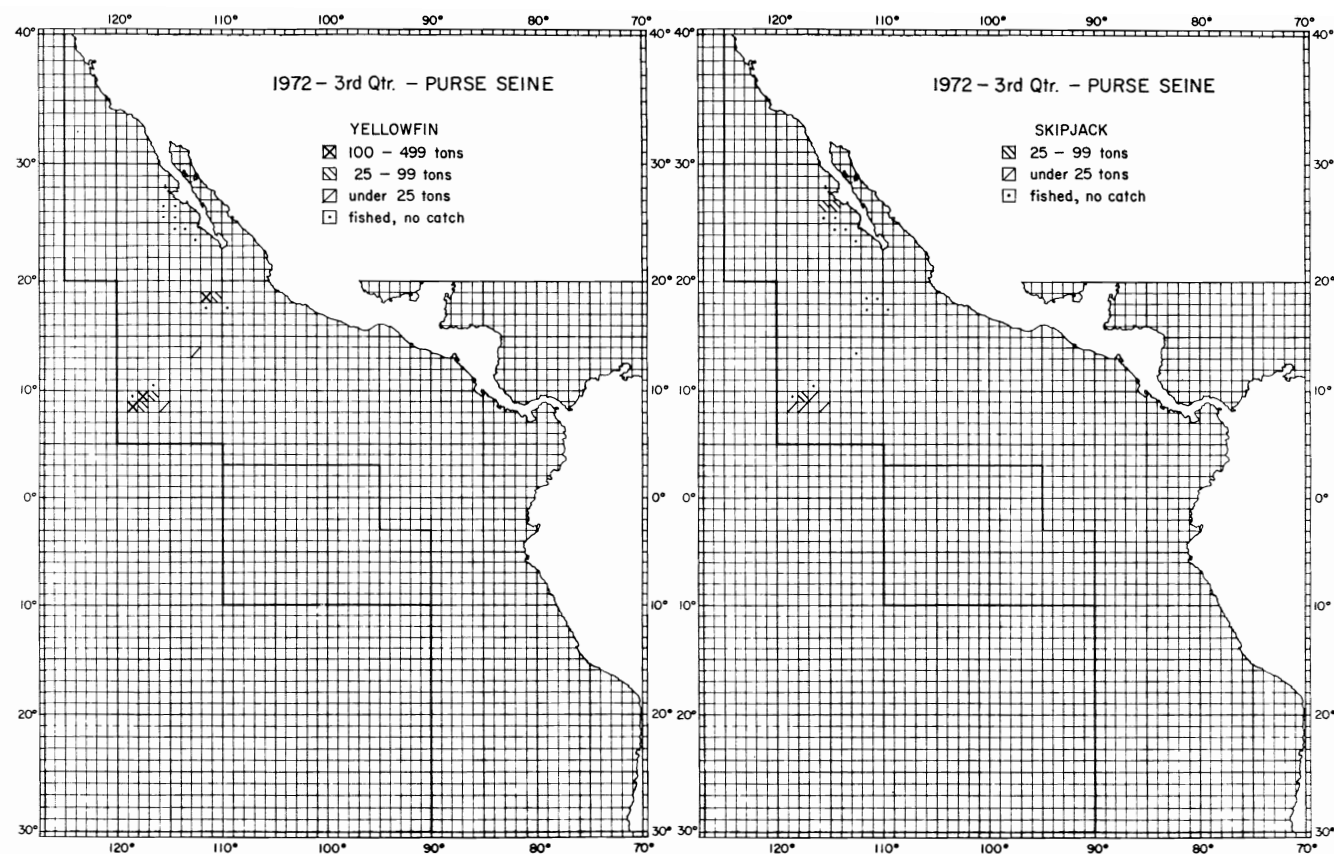 120° 110° 100° 90° 80° 70°
40°
1972 – 3rd Qtr. – PURSE SEINE
YELLOWFIN
100 – 499 tons
25 – 99 tons
under 25 tons
fished, no catch
30°
20°
10°
0°
10°
20°
30°
40°
30°
20°
10°
0°
10°
20°
30°
120° 110° 100° 90° 80° 70°
120° 110° 100° 90° 80° 70°
40°
1972 – 3rd Qtr. – PURSE SEINE
SKIPJACK
25 – 99 tons
under 25 tons
fished, no catch
30°
20°
10°
0°
10°
20°
30°
40°
30°
20°
10°
0°
10°
20°
30°
120° 110° 100° 90° 80° 70°